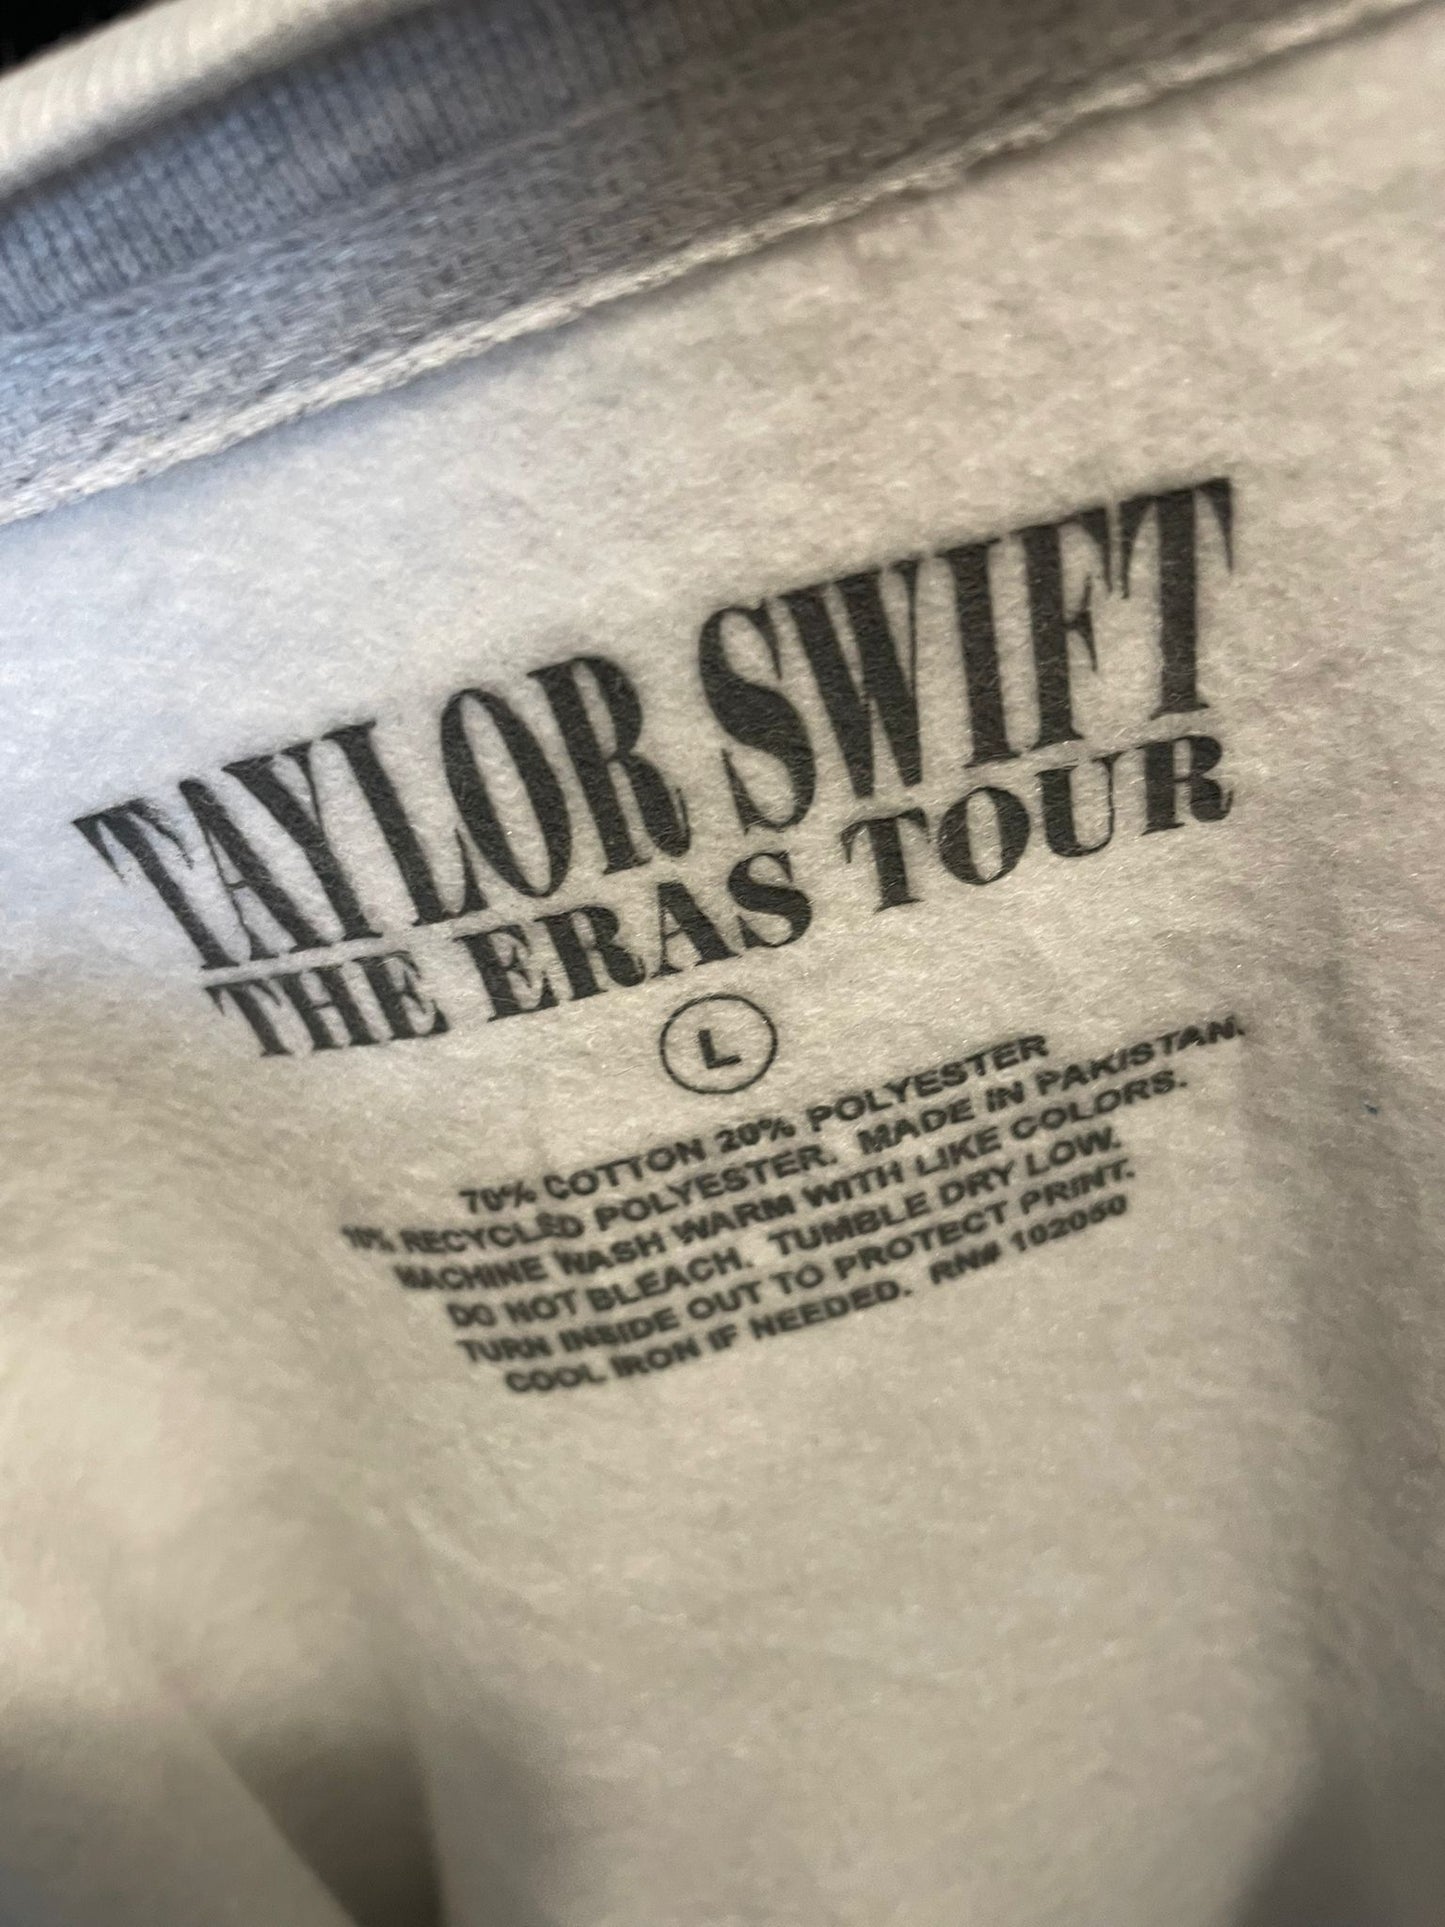 TAYLOR SWIFT
THE ERAS TOUR
L
70% COTTON 20% POLYESTER
10% RECYCLED POLYESTER. MADE IN PAKISTAN.
MACHINE WASH WARM WITH LIKE COLORS.
DO NOT BLEACH. TUMBLE DRY LOW.
TURN INSIDE OUT TO PROTECT PRINT.
COOL IRON IF NEEDED. RN# 102050